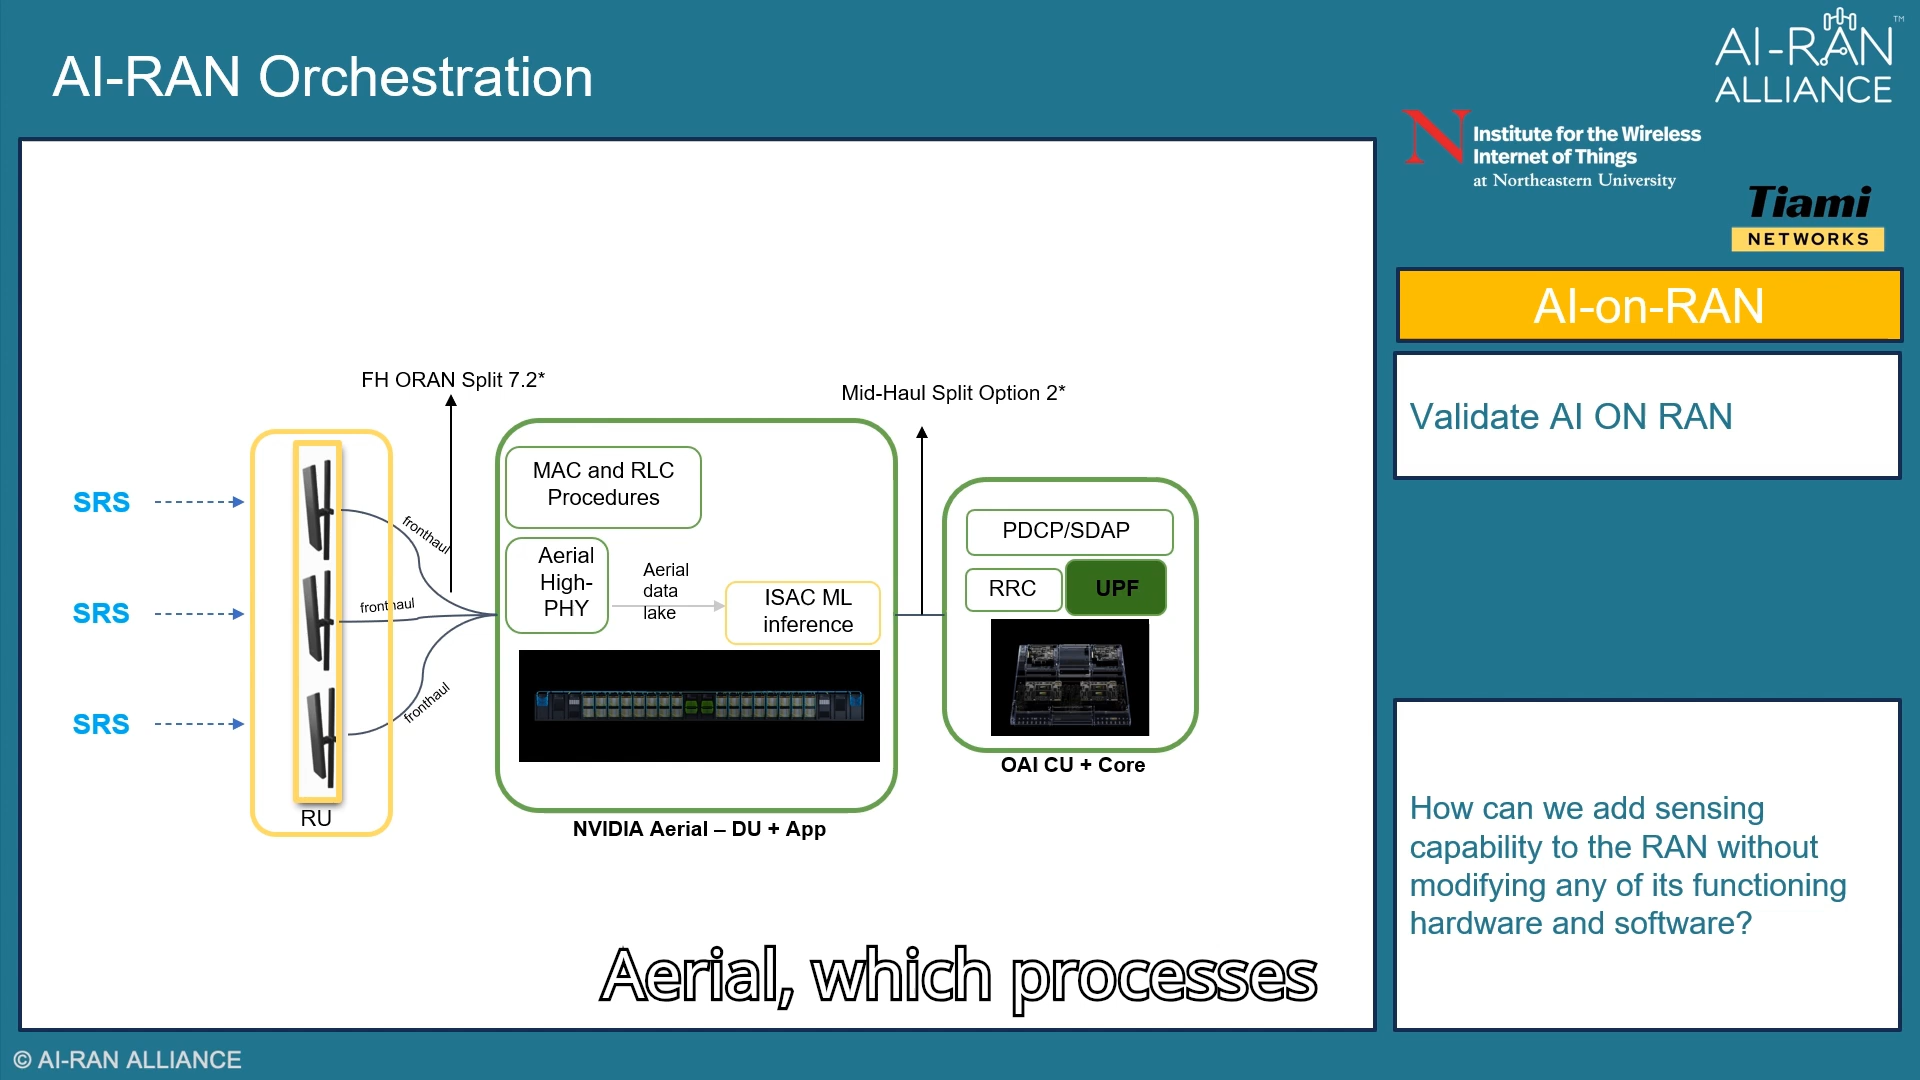 AI-RAN Orchestration
AI-RAN™
ALLIANCE
N
Institute for the Wireless
Internet of Things
at Northeastern University
Tiami
NETWORKS
AI-on-RAN
Validate AI ON RAN
How can we add sensing
capability to the RAN without
modifying any of its functioning
hardware and software?
FH ORAN Split 7.2*
Mid-Haul Split Option 2*
SRS
SRS
SRS
fronthaul
fronthaul
fronthaul
RU
MAC and RLC
Procedures
Aerial
High-
PHY
Aerial
data
lake
ISAC ML
inference
NVIDIA Aerial – DU + App
PDCP/SDAP
RRC
UPF
OAI CU + Core
Aerial, which processes
© AI-RAN ALLIANCE